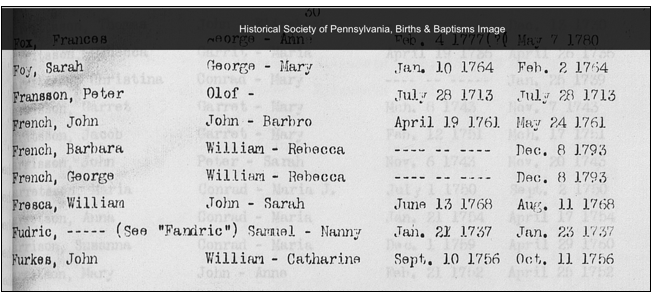 30
Historical Society of Pennsylvania, Births & Baptisms Image
Fox, Frances George - Ann Feb. 4 1777(?) May 7 1780
Foy, Sarah George - Mary Jan. 10 1764 Feb. 2 1764
Fransson, Peter Olof - July 28 1713 July 28 1713
French, John John - Barbro April 19 1761 May 24 1761
French, Barbara William - Rebecca ---- -- ---- Dec. 8 1793
French, George William - Rebecca ---- -- ---- Dec. 8 1793
Fresca, William John - Sarah June 13 1768 Aug. 11 1768
Fudric, ----- (See "Fandric") Samuel - Nanny Jan. 21 1737 Jan. 23 1737
Furkes, John William - Catharine Sept. 10 1756 Oct. 11 1756